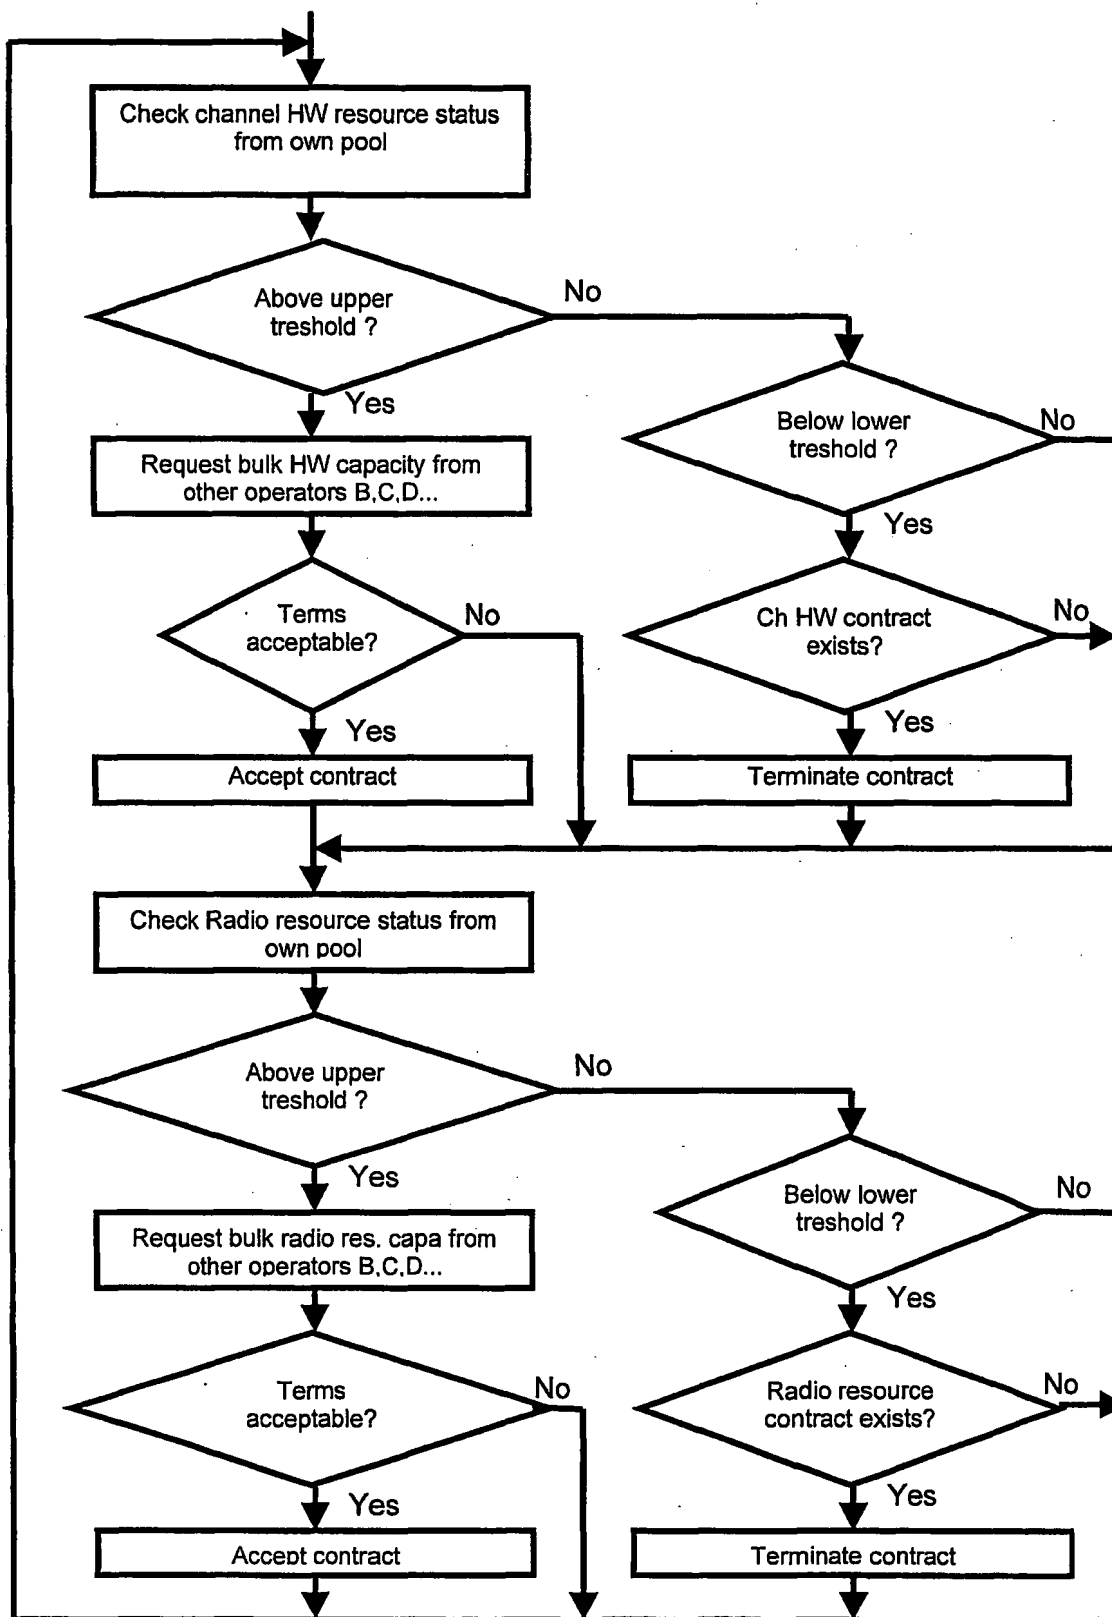 Check channel HW resource status
from own pool
Above upper
treshold ?
No
Yes
Below lower
treshold ?
No
Yes
Request bulk HW capacity from
other operators B,C,D...
Terms
acceptable?
No
Yes
Ch HW contract
exists?
No
Yes
Accept contract
Terminate contract
Check Radio resource status from
own pool
Above upper
treshold ?
No
Yes
Below lower
treshold ?
No
Yes
Request bulk radio res. capa from
other operators B,C,D...
Terms
acceptable?
No
Yes
Radio resource
contract exists?
No
Yes
Accept contract
Terminate contract